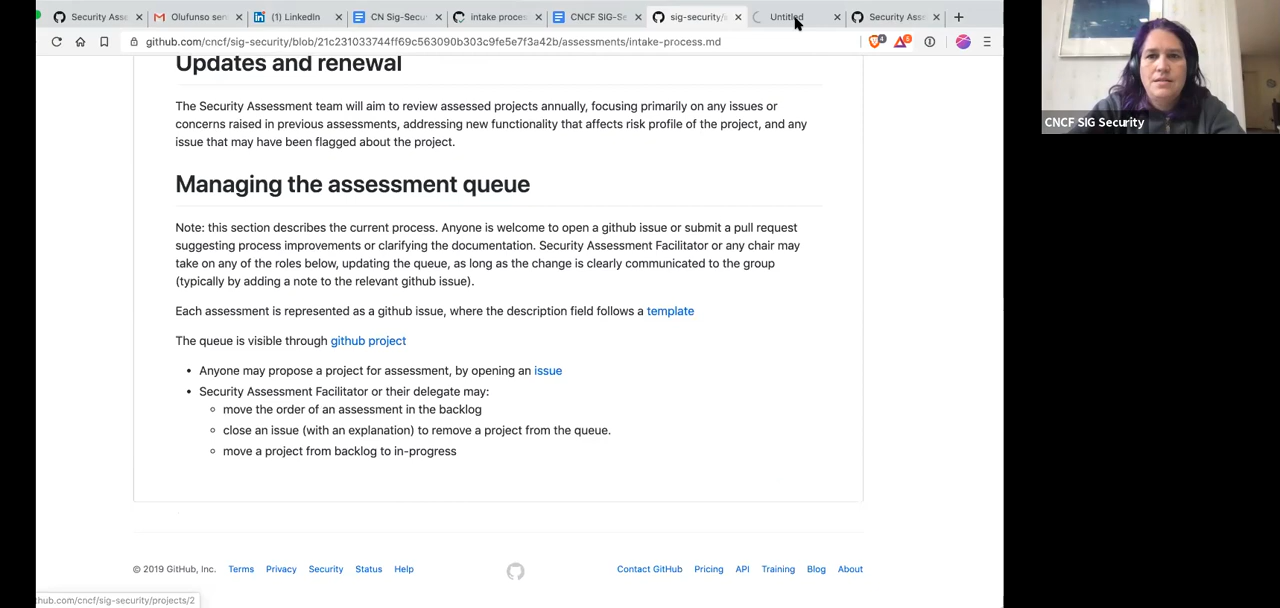 Security Asse
Olufunso sen
(1) LinkedIn
CN Sig-Secu
intake proces
CNCF SIG-Se
sig-security/
Untitled
Security Asse
github.com/cncf/sig-security/blob/21c231033744ff69c563090b303c9fe5e7f3a42b/assessments/intake-process.md
Updates and renewal
The Security Assessment team will aim to review assessed projects annually, focusing primarily on any issues or
concerns raised in previous assessments, addressing new functionality that affects risk profile of the project, and any
issue that may have been flagged about the project.
Managing the assessment queue
Note: this section describes the current process. Anyone is welcome to open a github issue or submit a pull request
suggesting process improvements or clarifying the documentation. Security Assessment Facilitator or any chair may
take on any of the roles below, updating the queue, as long as the change is clearly communicated to the group
(typically by adding a note to the relevant github issue).
Each assessment is represented as a github issue, where the description field follows a template
The queue is visible through github project
• Anyone may propose a project for assessment, by opening an issue
• Security Assessment Facilitator or their delegate may:
◦ move the order of an assessment in the backlog
◦ close an issue (with an explanation) to remove a project from the queue.
◦ move a project from backlog to in-progress
© 2019 GitHub, Inc. Terms Privacy Security Status Help
Contact GitHub Pricing API Training Blog About
hub.com/cncf/sig-security/projects/2
CNCF SIG Security